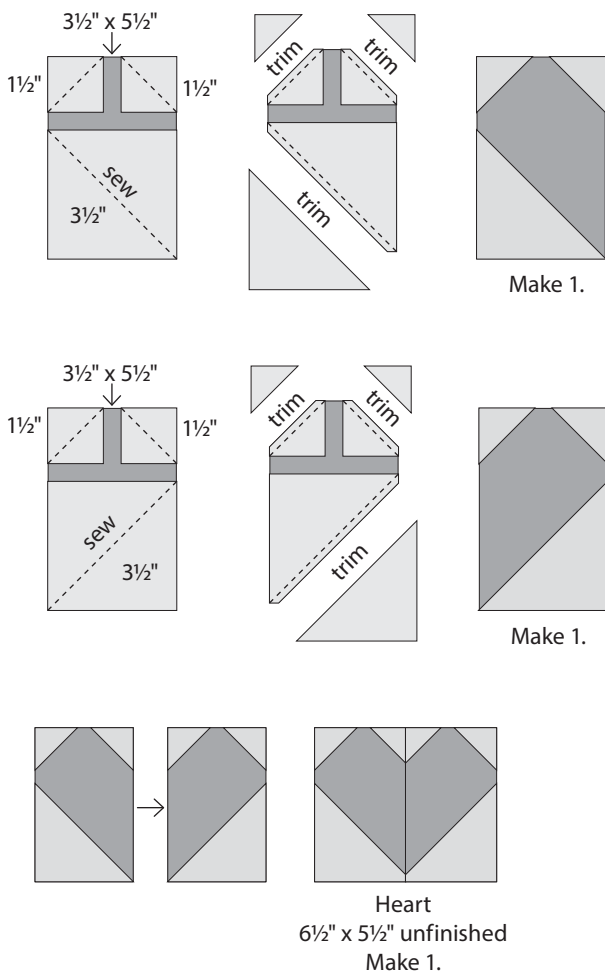 3½" x 5½"
1½"
1½"
sew
3½"
trim
trim
trim
Make 1.
3½" x 5½"
1½"
1½"
sew
3½"
trim
trim
trim
Make 1.
Heart
6½" x 5½" unfinished
Make 1.